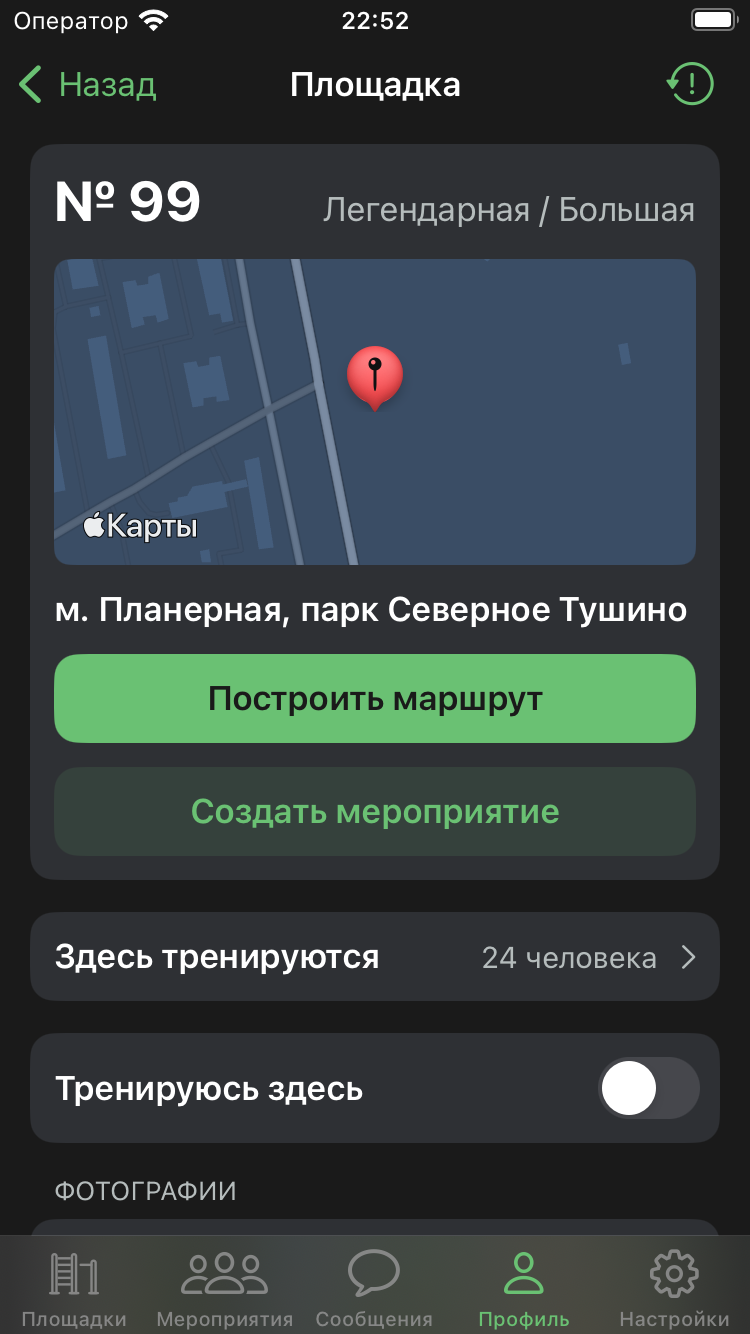 Оператор 22:52
Назад Площадка
№ 99 Легендарная / Большая
Карты
м. Планерная, парк Северное Тушино
Построить маршрут
Создать мероприятие
Здесь тренируются 24 человека
Тренируюсь здесь
ФОТОГРАФИИ
Площадки Мероприятия Сообщения Профиль Настройки